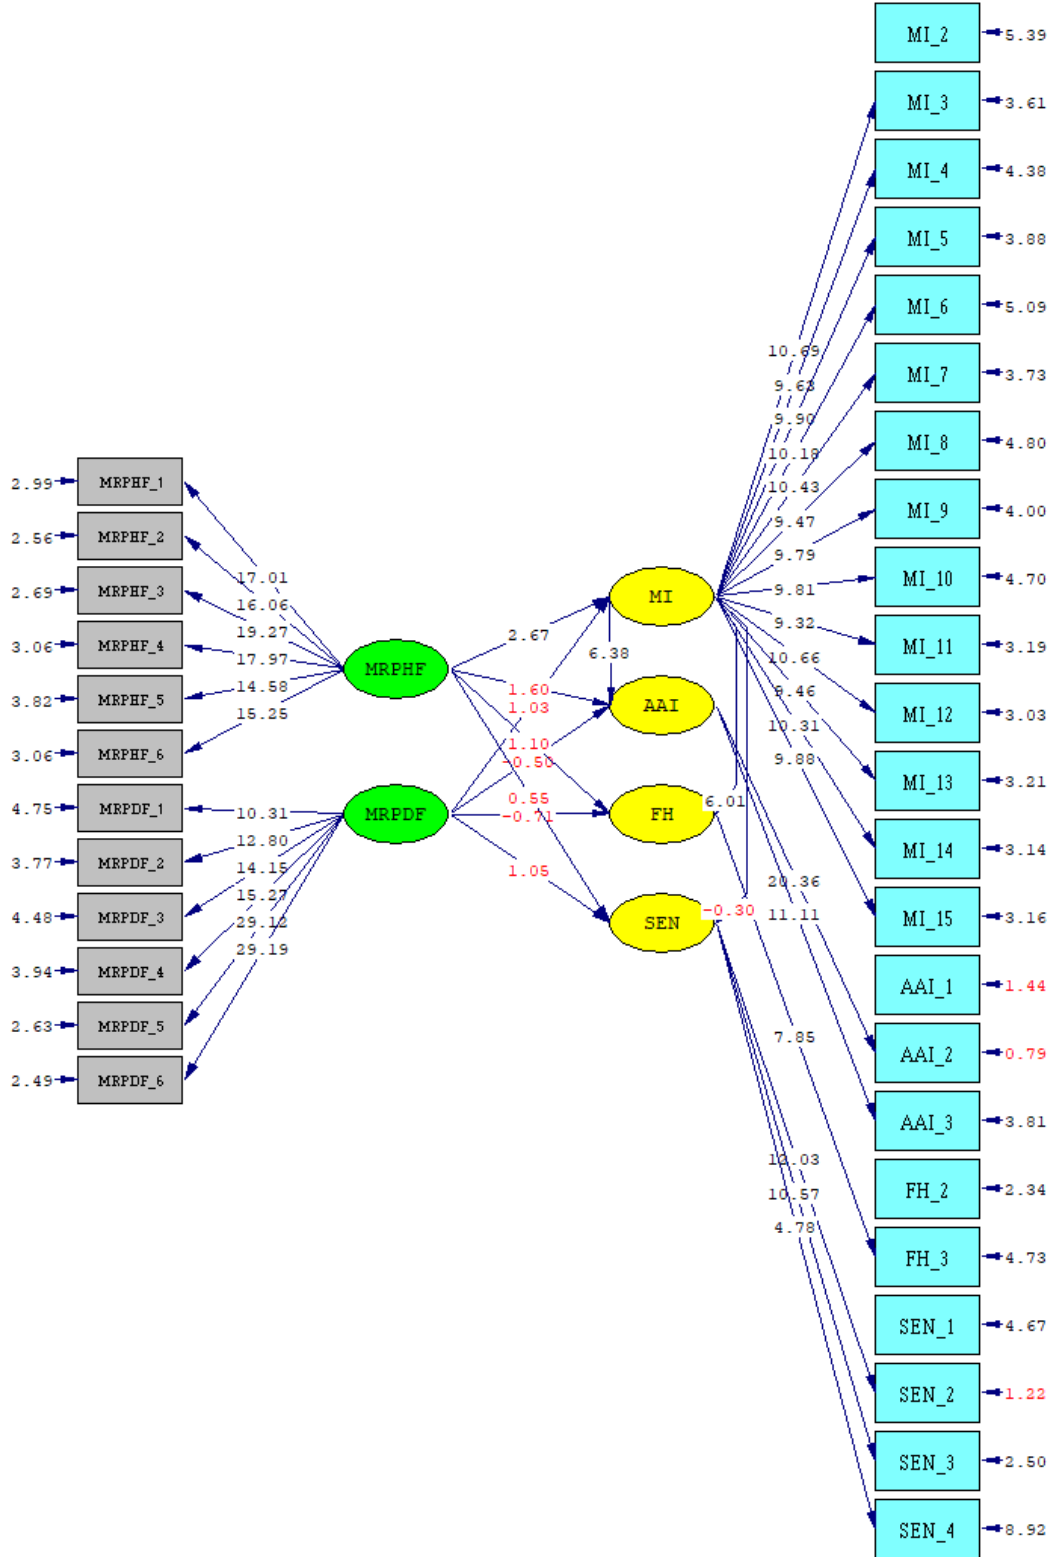 MI_2 5.39
MI_3 3.61
MI_4 4.38
MI_5 3.88
MI_6 5.09
MI_7 3.73
MI_8 4.80
MI_9 4.00
MI_10 4.70
MI_11 3.19
MI_12 3.03
MI_13 3.21
MI_14 3.14
MI_15 3.16
AAI_1 1.44
AAI_2 0.79
AAI_3 3.81
FH_2 2.34
FH_3 4.73
SEN_1 4.67
SEN_2 1.22
SEN_3 2.50
SEN_4 8.92
10.69
9.63
9.90
10.18
10.43
9.47
9.79
9.81
9.32
10.66
9.46
10.31
9.88
20.36
11.11
7.85
12.03
10.57
4.78
MI
AAI
FH
SEN
6.38
6.01
-0.30
2.67
1.60
1.03
1.10
-0.50
0.55
-0.71
1.05
MRPHF
MRPDF
17.01
16.06
19.27
17.97
14.58
15.25
10.31
12.80
14.15
15.27
29.12
29.19
2.99 MRPHF_1
2.56 MRPHF_2
2.69 MRPHF_3
3.06 MRPHF_4
3.82 MRPHF_5
3.06 MRPHF_6
4.75 MRPDF_1
3.77 MRPDF_2
4.48 MRPDF_3
3.94 MRPDF_4
2.63 MRPDF_5
2.49 MRPDF_6